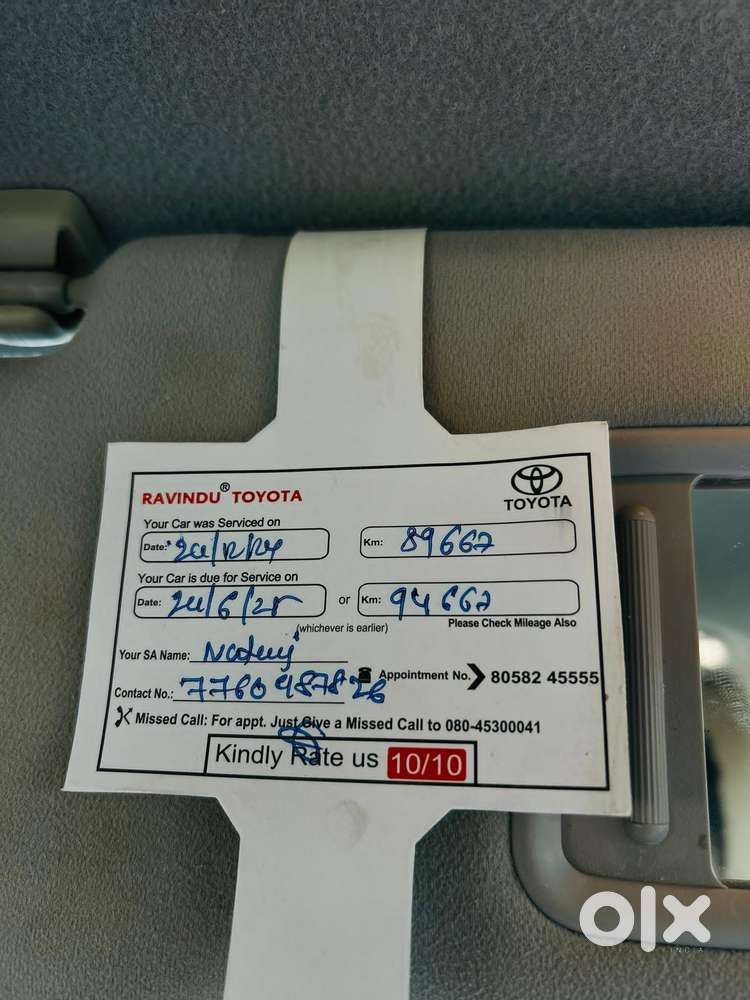 RAVINDU® TOYOTA
TOYOTA
Your Car was Serviced on
Date: Km: 89667
Your Car is due for Service on
Date: 24/6/25 or Km: 94667
(whichever is earlier) Please Check Mileage Also
Your SA Name:
Contact No.: 7760987826 Appointment No. 80582 45555
Missed Call: For appt. Just Give a Missed Call to 080-45300041
Kindly Rate us 10/10
olx
INDIA